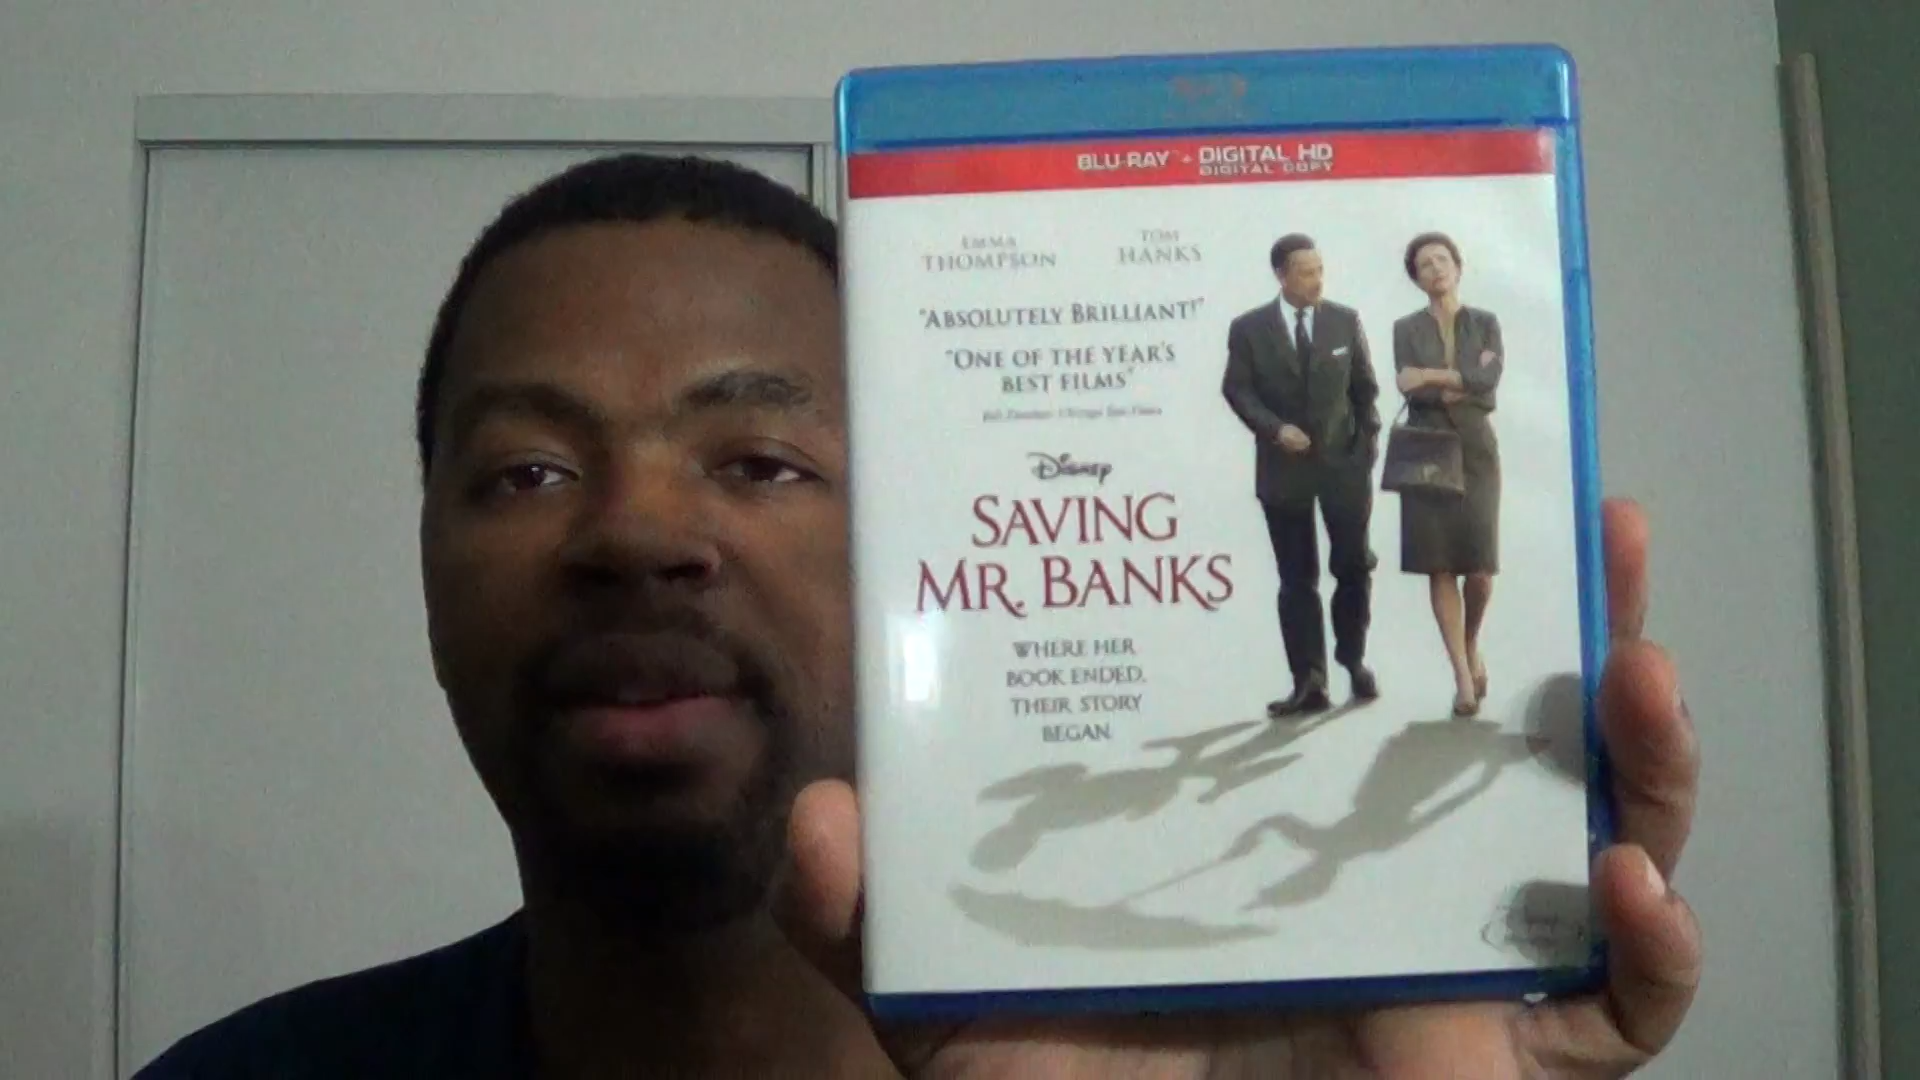 BLU-RAY + DIGITAL HD
DIGITAL COPY
EMMA
THOMPSON
TOM
HANKS
"ABSOLUTELY BRILLIANT!"
"ONE OF THE YEAR'S
BEST FILMS"
DISNEY
SAVING
MR. BANKS
WHERE HER
BOOK ENDED,
THEIR STORY
BEGAN.